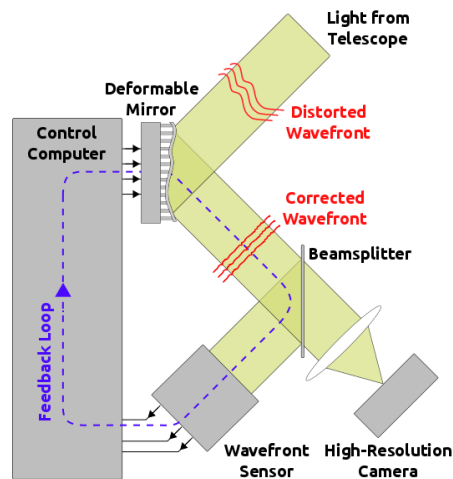 Light from
Telescope
Deformable
Mirror
Distorted
Wavefront
Control
Computer
Corrected
Wavefront
Beamsplitter
Feedback Loop
Wavefront
Sensor
High-Resolution
Camera